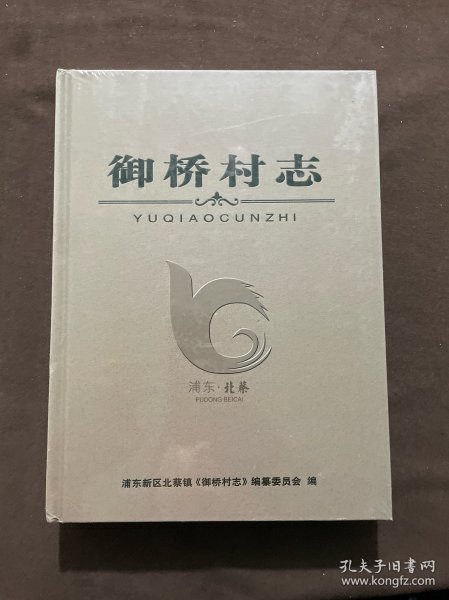 御桥村志
YUQIAOCUNZHI
浦东·北蔡
PUDONG BEICAI
浦东新区北蔡镇《御桥村志》编纂委员会 编
孔夫子旧书网
www.kongfz.com